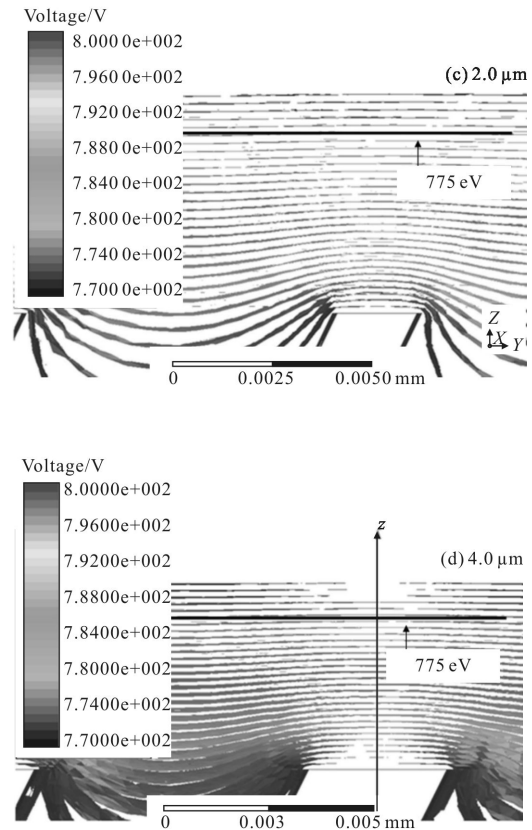 Voltage/V
8.000 0e+002
7.960 0e+002
7.920 0e+002
7.880 0e+002
7.840 0e+002
7.800 0e+002
7.740 0e+002
7.700 0e+002
(c) 2.0 μm
775 eV
Z
X
Y
0 0.0025 0.0050 mm
Voltage/V
8.0000e+002
7.9600e+002
7.9200e+002
7.8800e+002
7.8400e+002
7.8000e+002
7.7400e+002
7.7000e+002
z
(d) 4.0 μm
775 eV
0 0.003 0.005 mm